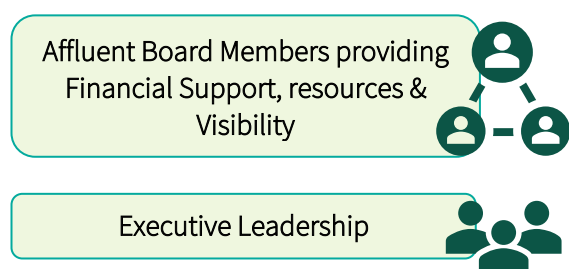 Affluent Board Members providing
Financial Support, resources &
Visibility
Executive Leadership